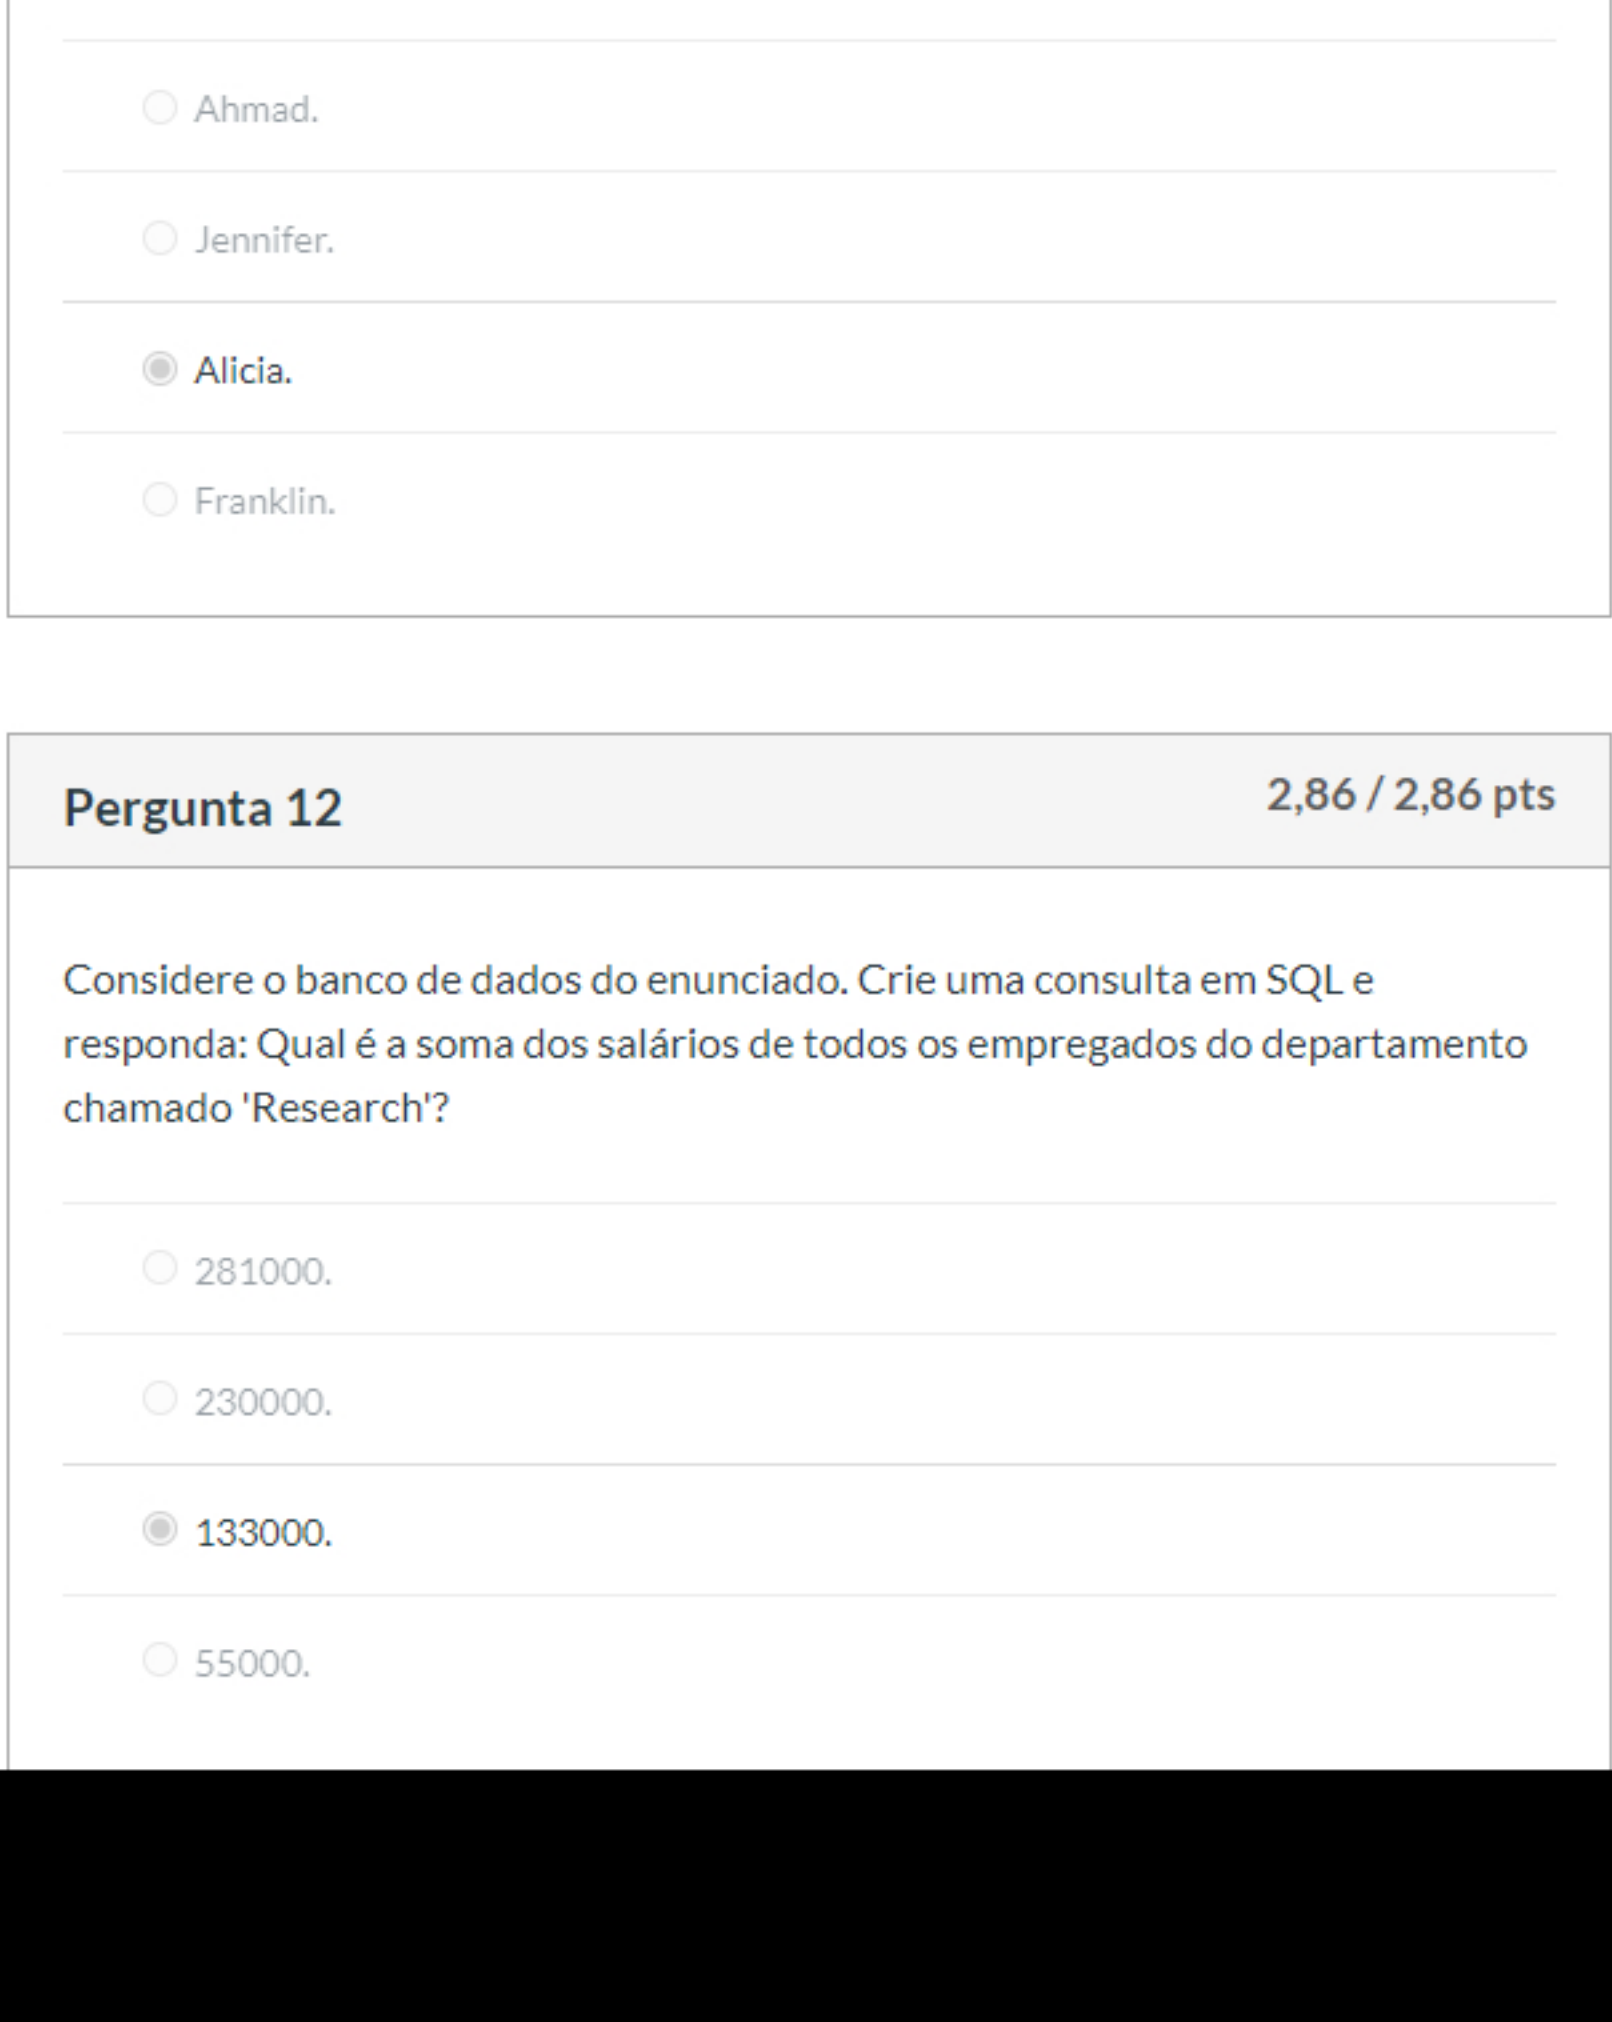 Ahmad.
Jennifer.
Alicia.
Franklin.
Pergunta 12
2,86 / 2,86 pts
Considere o banco de dados do enunciado. Crie uma consulta em SQL e
responda: Qual é a soma dos salários de todos os empregados do departamento
chamado 'Research'?
281000.
230000.
133000.
55000.